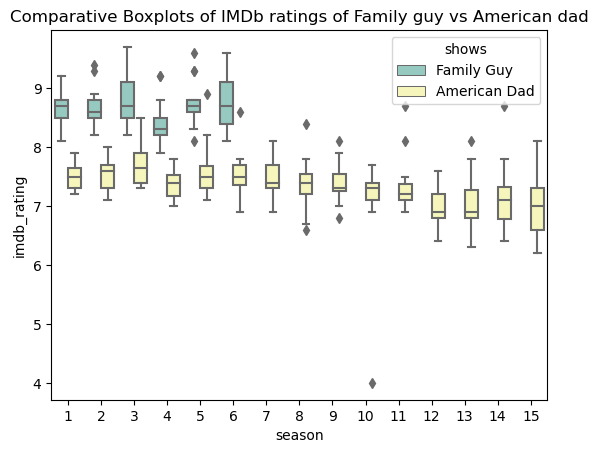 Comparative Boxplots of IMDb ratings of Family guy vs American dad
shows
Family Guy
American Dad
imdb_rating
9
8
7
6
5
4
1 2 3 4 5 6 7 8 9 10 11 12 13 14 15
season